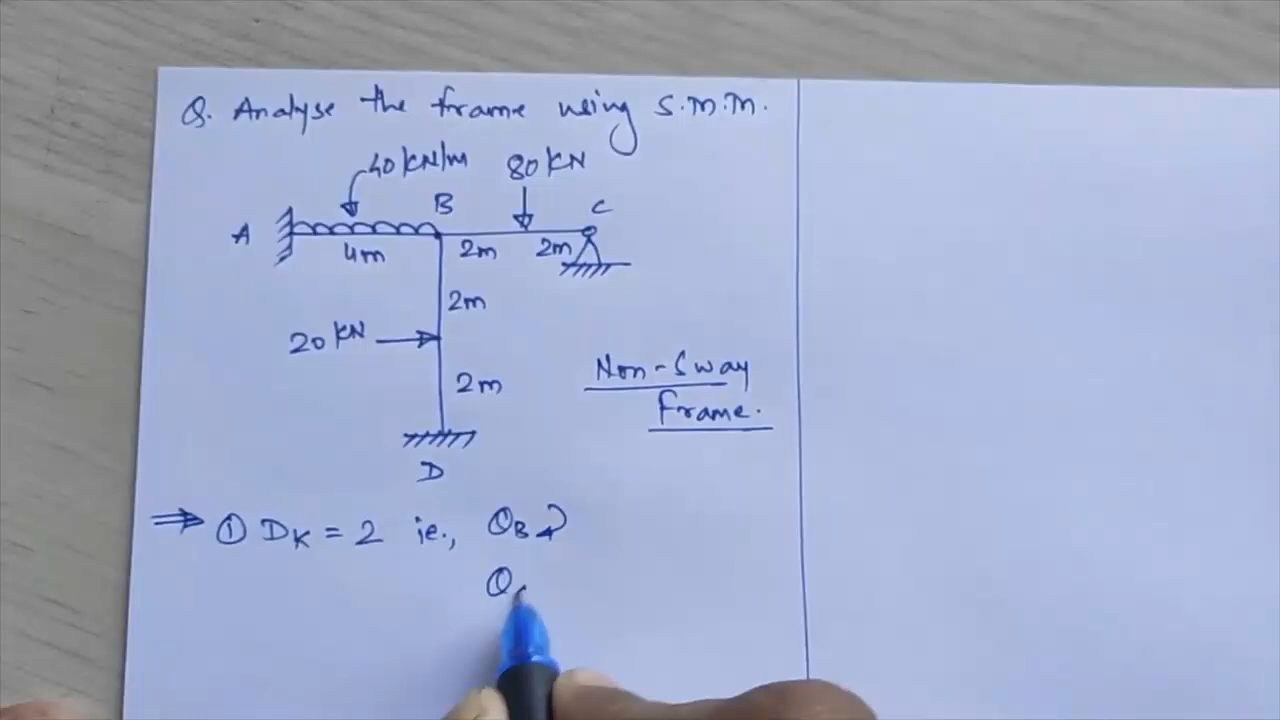 Q. Analyse the frame using S.M.M.
40 KN/m 80 KN
A B C
4m 2m 2m
2m
20 KN
2m
Non-Sway
Frame.
D
⇒ ① DK = 2 ie., θB
θ